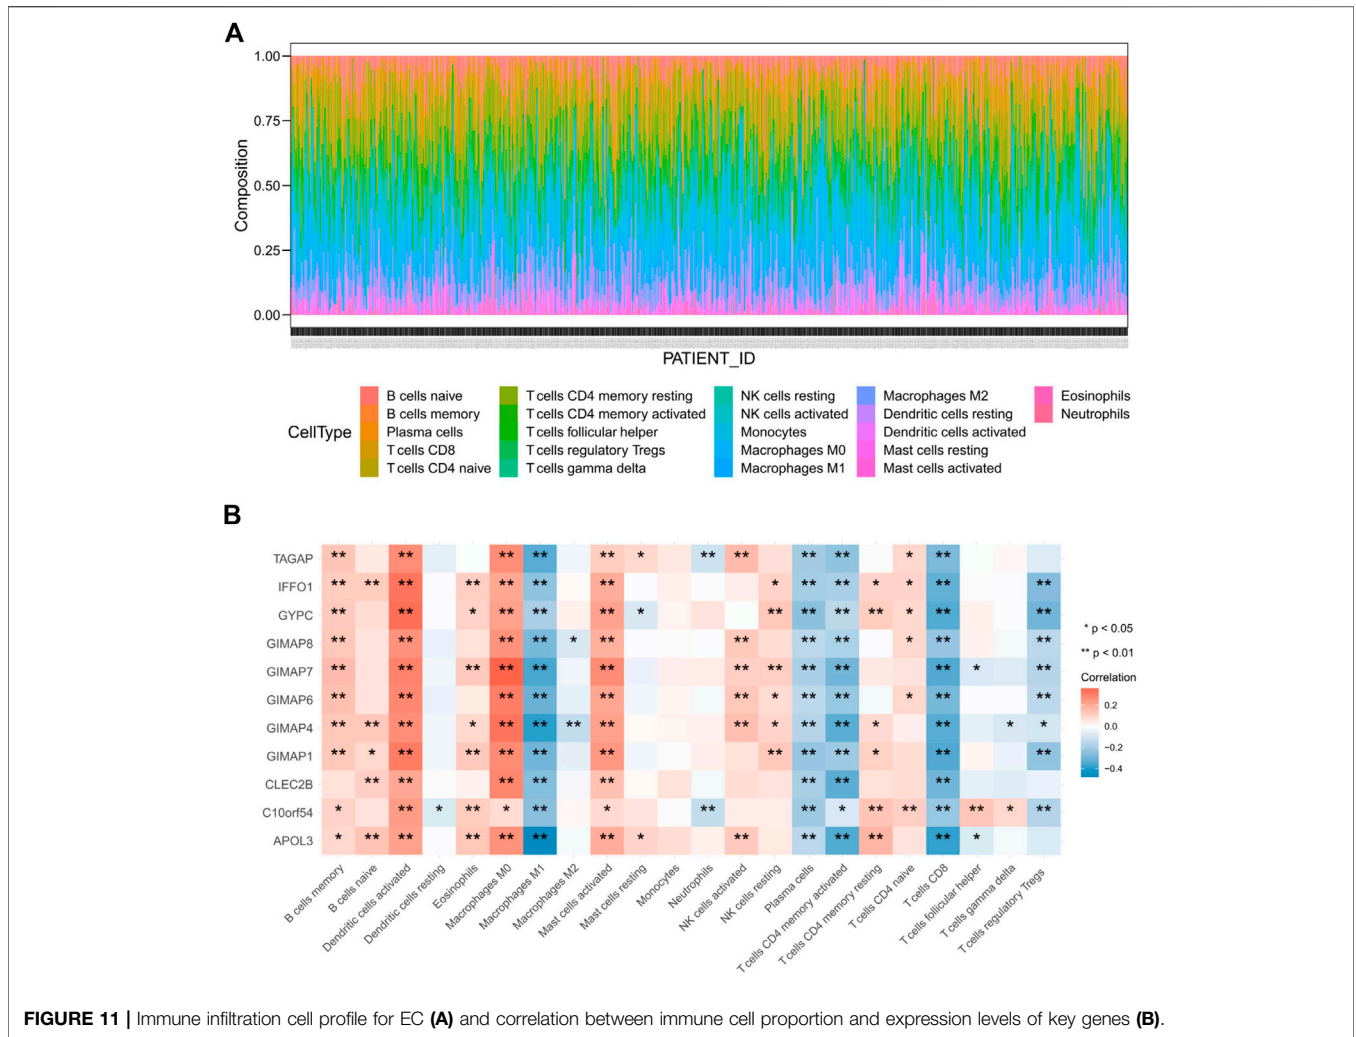 A
1.00
0.75
0.50
0.25
0.00
Composition
PATIENT_ID
CellType
B cells naive
B cells memory
Plasma cells
T cells CD8
T cells CD4 naive
T cells CD4 memory resting
T cells CD4 memory activated
T cells follicular helper
T cells regulatory Tregs
T cells gamma delta
NK cells resting
NK cells activated
Monocytes
Macrophages M0
Macrophages M1
Macrophages M2
Dendritic cells resting
Dendritic cells activated
Mast cells resting
Mast cells activated
Eosinophils
Neutrophils
B
TAGAP ** ** ** ** ** * ** ** ** ** * **
IFFO1 ** ** ** ** ** ** ** * ** ** * * ** **
GYPC ** ** * ** ** ** * ** ** ** ** * ** **
GIMAP8 ** ** ** ** * ** ** ** ** * ** **
GIMAP7 ** ** ** ** ** ** ** ** ** ** ** * **
GIMAP6 ** ** ** ** ** ** * ** ** * ** **
GIMAP4 ** ** ** * ** ** ** ** ** * ** ** * ** * *
GIMAP1 ** * ** ** ** ** ** ** ** ** * ** **
CLEC2B ** ** ** ** ** ** ** **
C10orf54 * ** * ** * ** * ** ** * ** ** ** ** * **
APOL3 * ** ** ** ** ** ** * ** ** ** ** ** *
B cells memory
B cells naive
Dendritic cells activated
Dendritic cells resting
Eosinophils
Macrophages M0
Macrophages M1
Macrophages M2
Mast cells activated
Mast cells resting
Monocytes
Neutrophils
NK cells activated
NK cells resting
Plasma cells
T cells CD4 memory activated
T cells CD4 memory resting
T cells CD4 naive
T cells CD8
T cells follicular helper
T cells gamma delta
T cells regulatory Tregs
* p < 0.05
** p < 0.01
Correlation
0.2
0.0
−0.2
−0.4
FIGURE 11 | Immune infiltration cell profile for EC (A) and correlation between immune cell proportion and expression levels of key genes (B).